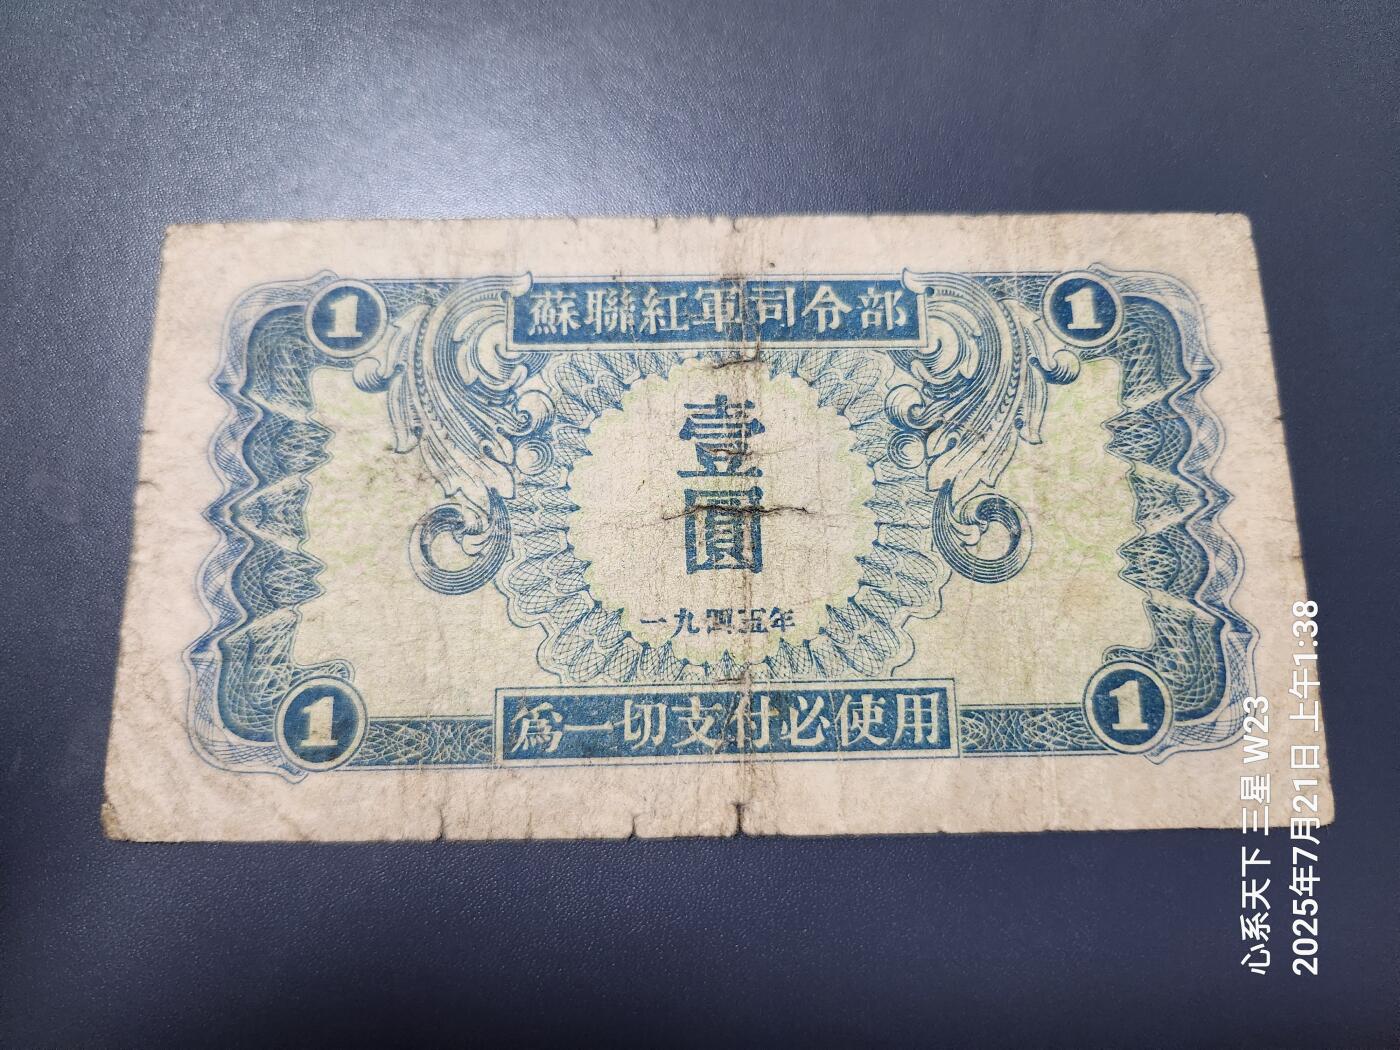 1
蘇聯紅軍司令部
1
壹
圓
一九四五年
1
爲一切支付必使用
1
心系天下 三星 W23
2025年7月21日 上午1:38